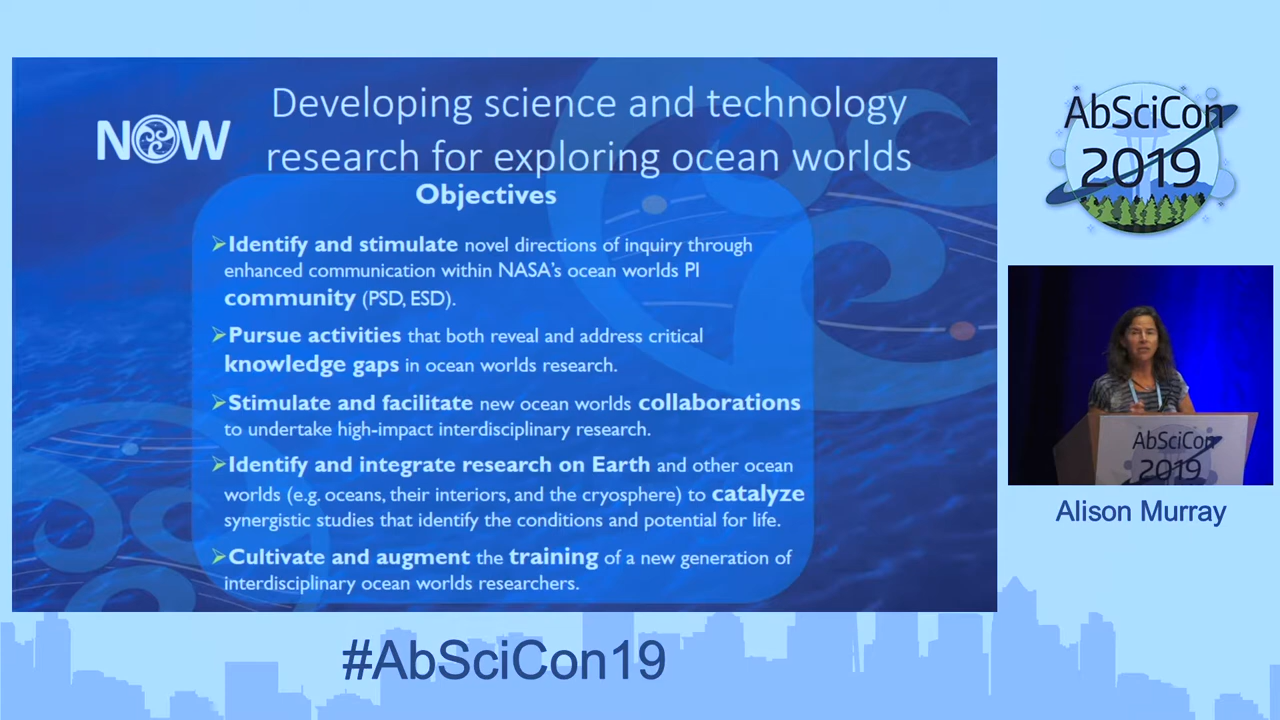 NOW
Developing science and technology
research for exploring ocean worlds
Objectives
➢Identify and stimulate novel directions of inquiry through
enhanced communication within NASA's ocean worlds PI
community (PSD, ESD).
➢Pursue activities that both reveal and address critical
knowledge gaps in ocean worlds research.
➢Stimulate and facilitate new ocean worlds collaborations
to undertake high-impact interdisciplinary research.
➢Identify and integrate research on Earth and other ocean
worlds (e.g. oceans, their interiors, and the cryosphere) to catalyze
synergistic studies that identify the conditions and potential for life.
➢Cultivate and augment the training of a new generation of
interdisciplinary ocean worlds researchers.
AbSciCon
2019
AbSciCon
2019
Alison Murray
#AbSciCon19